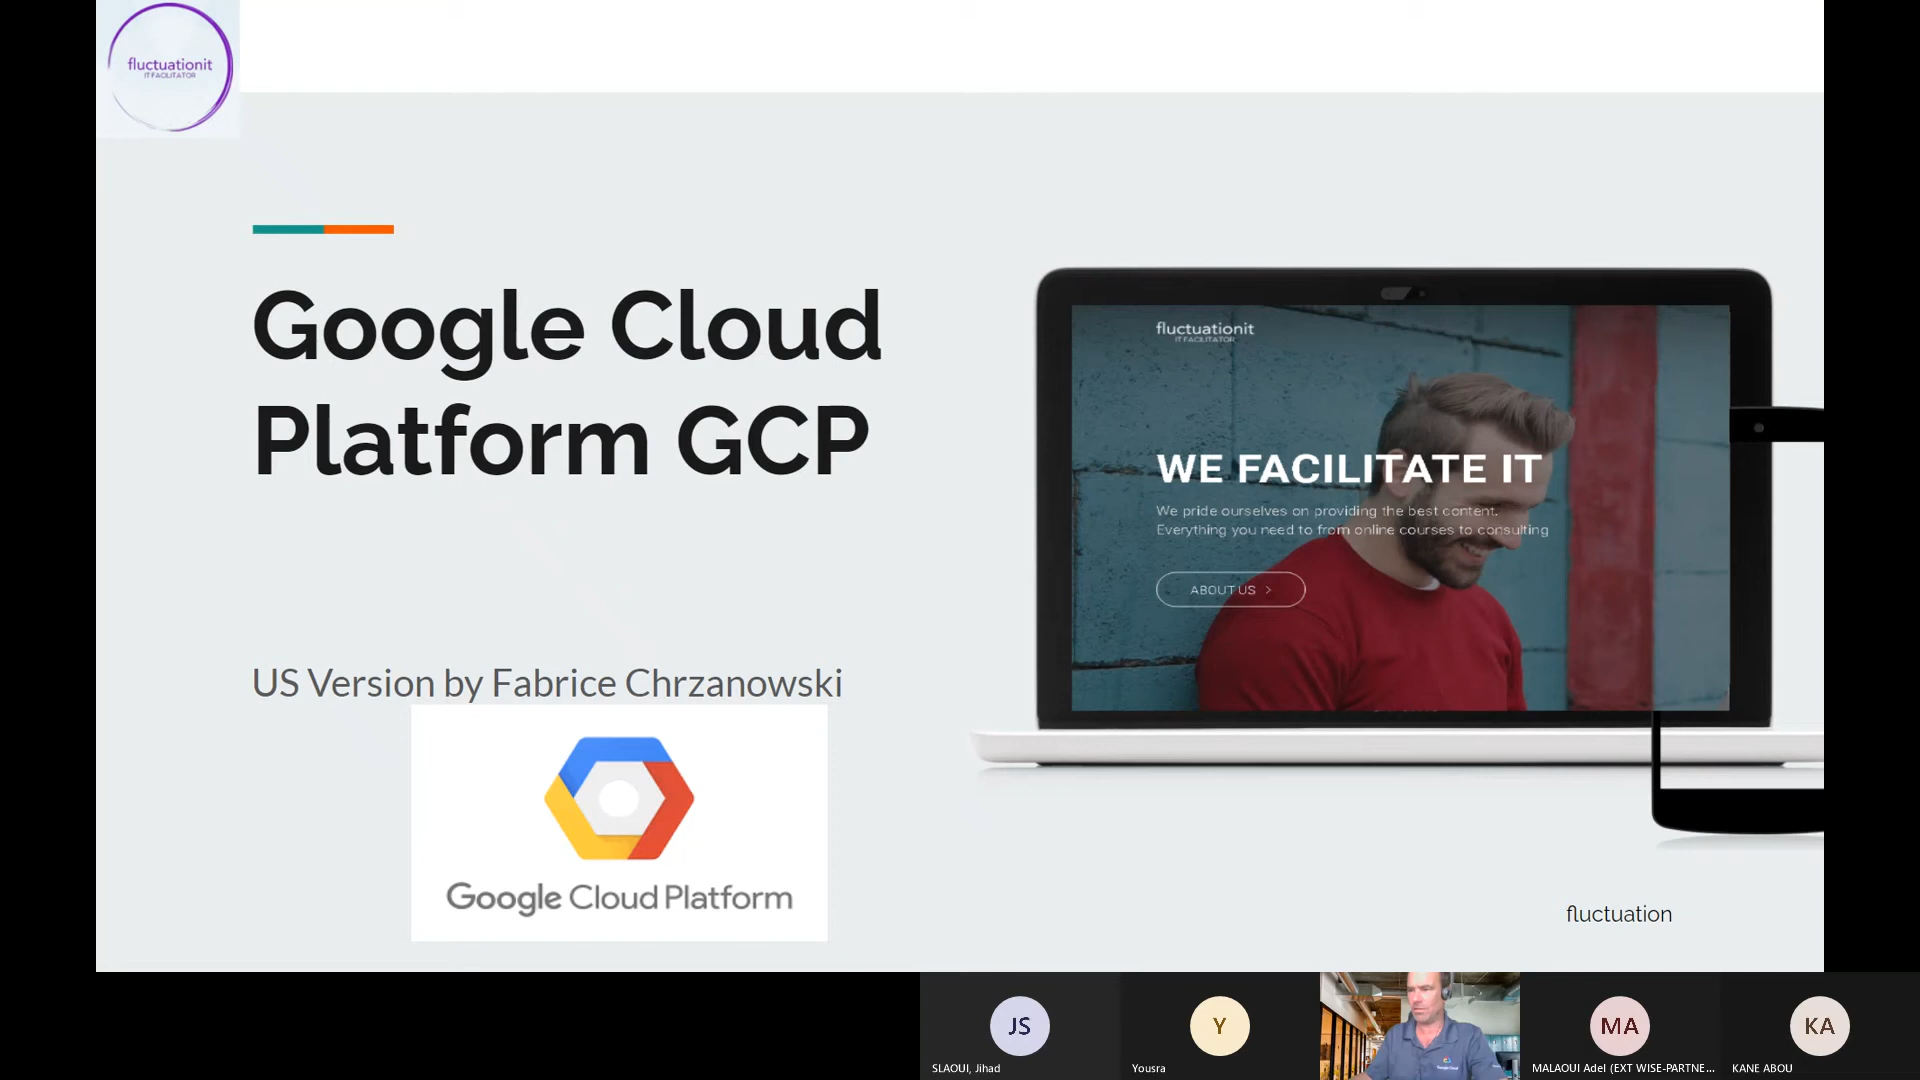 fluctuationit
IT FACILITATOR
Google Cloud
Platform GCP
US Version by Fabrice Chrzanowski
Google Cloud Platform
fluctuationit
IT FACILITATOR
WE FACILITATE IT
We pride ourselves on providing the best content.
Everything you need to from online courses to consulting
ABOUT US >
fluctuation
JS
SLAOUI, Jihad
Y
Yousra
Google Cloud
MA
MALAOUI Adel (EXT WISE-PARTNE...
KA
KANE ABOU